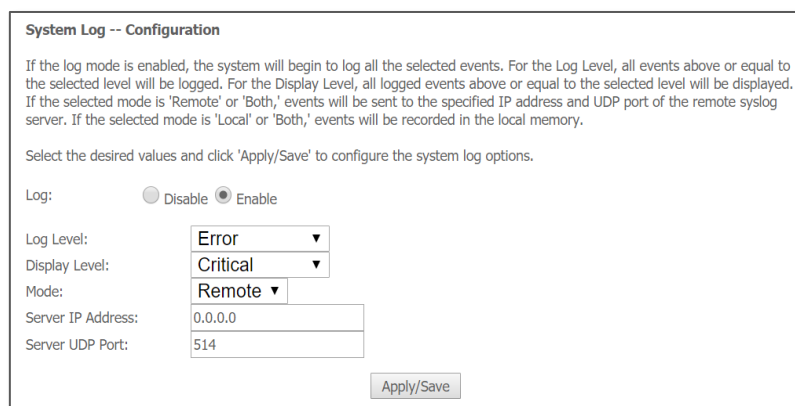 System Log -- Configuration
If the log mode is enabled, the system will begin to log all the selected events. For the Log Level, all events above or equal to
the selected level will be logged. For the Display Level, all logged events above or equal to the selected level will be displayed.
If the selected mode is 'Remote' or 'Both,' events will be sent to the specified IP address and UDP port of the remote syslog
server. If the selected mode is 'Local' or 'Both,' events will be recorded in the local memory.
Select the desired values and click 'Apply/Save' to configure the system log options.
Log: Disable Enable
Log Level: Error
Display Level: Critical
Mode: Remote
Server IP Address: 0.0.0.0
Server UDP Port: 514
Apply/Save